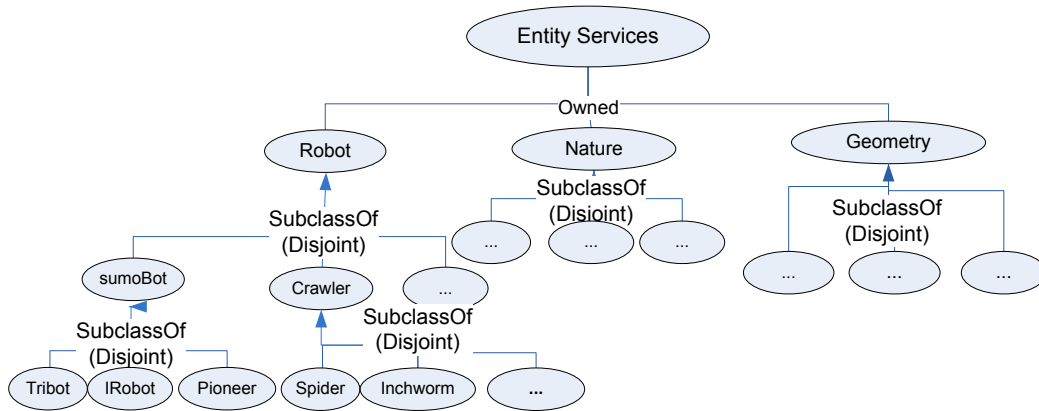 Entity Services
Owned
Robot
Nature
Geometry
SubclassOf
(Disjoint)
SubclassOf
(Disjoint)
SubclassOf
(Disjoint)
...
...
...
...
...
...
sumoBot
Crawler
...
SubclassOf
(Disjoint)
SubclassOf
(Disjoint)
Tribot
IRobot
Pioneer
Spider
Inchworm
...